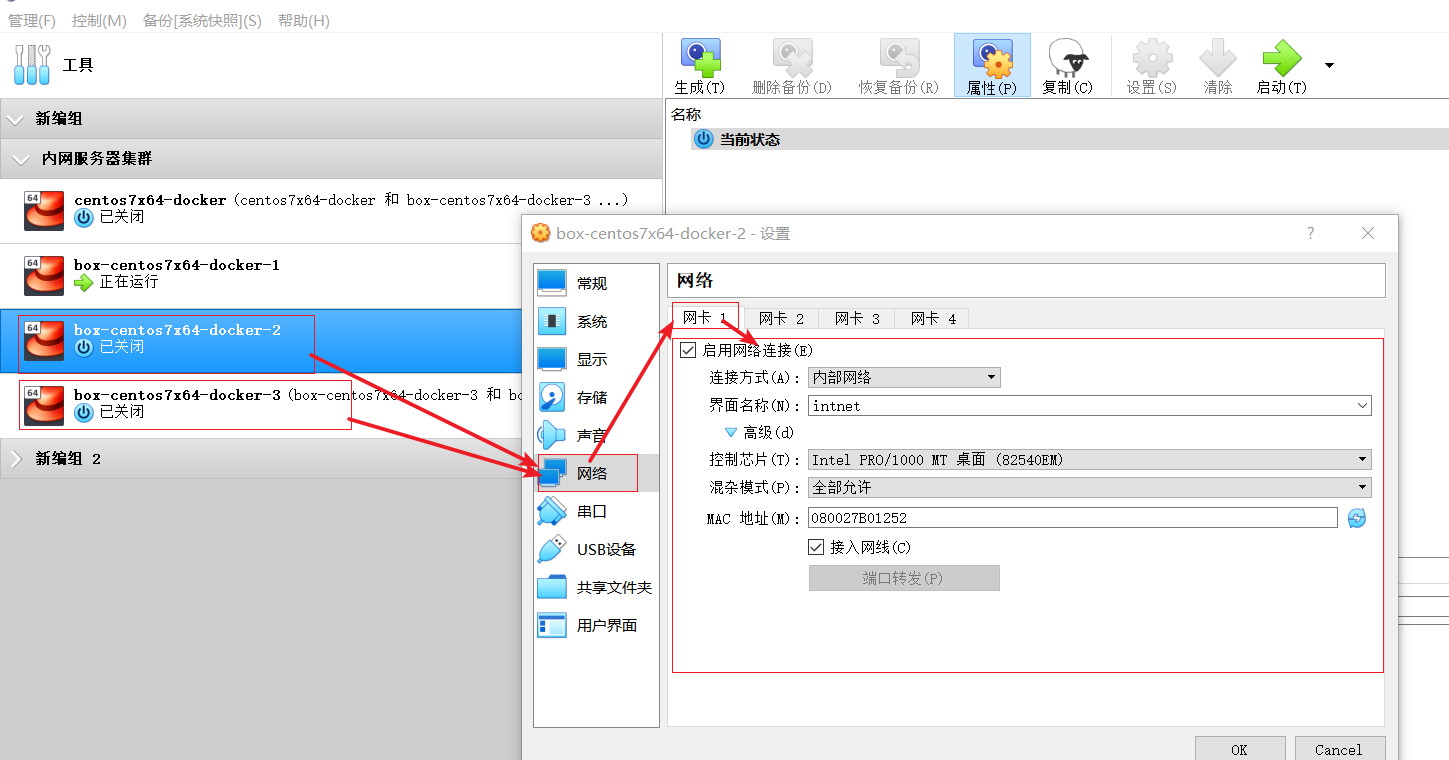 管理(F) 控制(M) 备份[系统快照](S) 帮助(H)
工具
生成(T) 删除备份(D) 恢复备份(R) 属性(P) 复制(C) 设置(S) 清除 启动(T)
名称
当前状态
新编组
内网服务器集群
64
centos7x64-docker (centos7x64-docker 和 box-centos7x64-docker-3 ...)
已关闭
64
box-centos7x64-docker-1
正在运行
64
box-centos7x64-docker-2
已关闭
64
box-centos7x64-docker-3 (box-centos7x64-docker-3 和
已关闭
新编组 2
box-centos7x64-docker-2 - 设置 ?
常规
系统
显示
存储
声音
网络
串口
USB设备
共享文件夹
用户界面
网络
网卡 1 网卡 2 网卡 3 网卡 4
启用网络连接(E)
连接方式(A): 内部网络
界面名称(N): intnet
高级(d)
控制芯片(T): Intel PRO/1000 MT 桌面 (82540EM)
混杂模式(P): 全部允许
MAC 地址(M): 080027B01252
接入网线(C)
端口转发(P)
OK Cancel